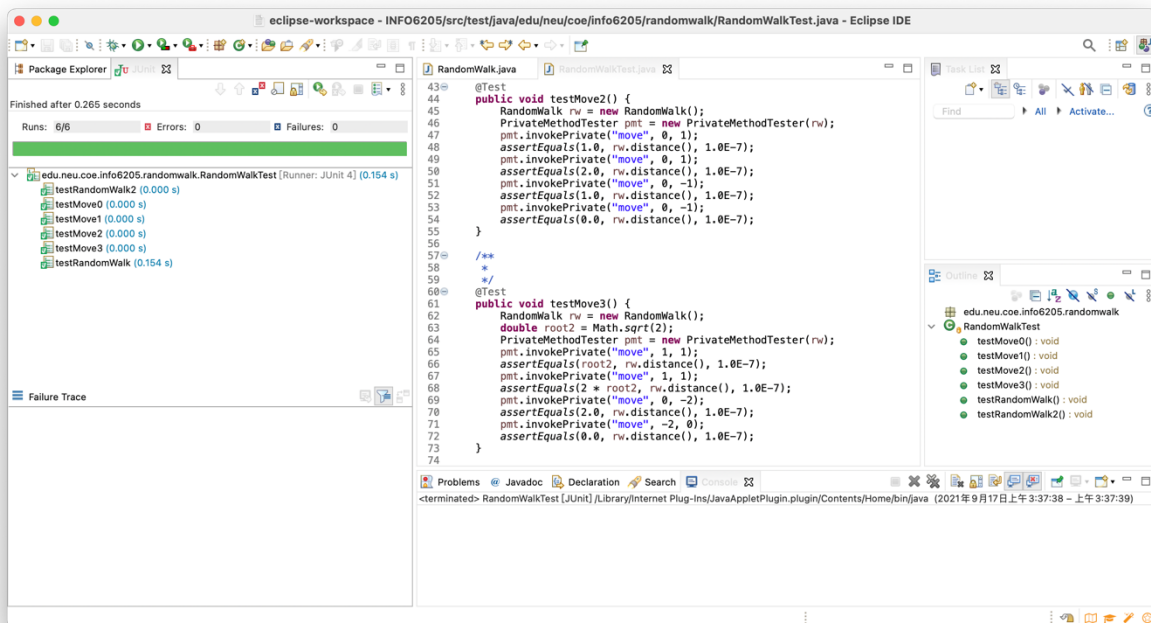 eclipse-workspace - INFO6205/src/test/java/edu/neu/coe/info6205/randomwalk/RandomWalkTest.java - Eclipse IDE
Package Explorer
JUnit
Finished after 0.265 seconds
Runs: 6/6
Errors: 0
Failures: 0
edu.neu.coe.info6205.randomwalk.RandomWalkTest [Runner: JUnit 4] (0.154 s)
testRandomWalk2 (0.000 s)
testMove0 (0.000 s)
testMove1 (0.000 s)
testMove2 (0.000 s)
testMove3 (0.000 s)
testRandomWalk (0.154 s)
Failure Trace
RandomWalk.java
RandomWalkTest.java
43 @Test
44 public void testMove2() {
45 RandomWalk rw = new RandomWalk();
46 PrivateMethodTester pmt = new PrivateMethodTester(rw);
47 pmt.invokePrivate("move", 0, 1);
48 assertEquals(1.0, rw.distance(), 1.0E-7);
49 pmt.invokePrivate("move", 0, 1);
50 assertEquals(2.0, rw.distance(), 1.0E-7);
51 pmt.invokePrivate("move", 0, -1);
52 assertEquals(1.0, rw.distance(), 1.0E-7);
53 pmt.invokePrivate("move", 0, -1);
54 assertEquals(0.0, rw.distance(), 1.0E-7);
55 }
56
57 /**
58 *
59 */
60 @Test
61 public void testMove3() {
62 RandomWalk rw = new RandomWalk();
63 double root2 = Math.sqrt(2);
64 PrivateMethodTester pmt = new PrivateMethodTester(rw);
65 pmt.invokePrivate("move", 1, 1);
66 assertEquals(root2, rw.distance(), 1.0E-7);
67 pmt.invokePrivate("move", 1, 1);
68 assertEquals(2 * root2, rw.distance(), 1.0E-7);
69 pmt.invokePrivate("move", 0, -2);
70 assertEquals(2.0, rw.distance(), 1.0E-7);
71 pmt.invokePrivate("move", -2, 0);
72 assertEquals(0.0, rw.distance(), 1.0E-7);
73 }
74
Task List
Find
All
Activate...
Outline
edu.neu.coe.info6205.randomwalk
RandomWalkTest
testMove0() : void
testMove1() : void
testMove2() : void
testMove3() : void
testRandomWalk() : void
testRandomWalk2() : void
Problems
Javadoc
Declaration
Search
Console
<terminated> RandomWalkTest [JUnit] /Library/Internet Plug-Ins/JavaAppletPlugin.plugin/Contents/Home/bin/java (2021年9月17日上午3:37:38 – 上午3:37:39)